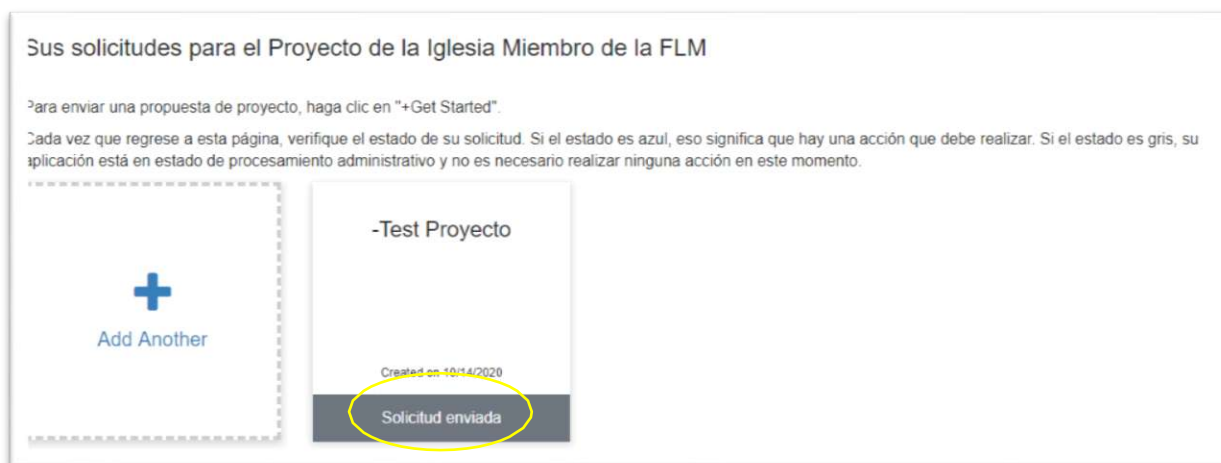 Sus solicitudes para el Proyecto de la Iglesia Miembro de la FLM
Para enviar una propuesta de proyecto, haga clic en "+Get Started".
Cada vez que regrese a esta página, verifique el estado de su solicitud. Si el estado es azul, eso significa que hay una acción que debe realizar. Si el estado es gris, su
aplicación está en estado de procesamiento administrativo y no es necesario realizar ninguna acción en este momento.
-Test Proyecto
Add Another
Created on 10/14/2020
Solicitud enviada